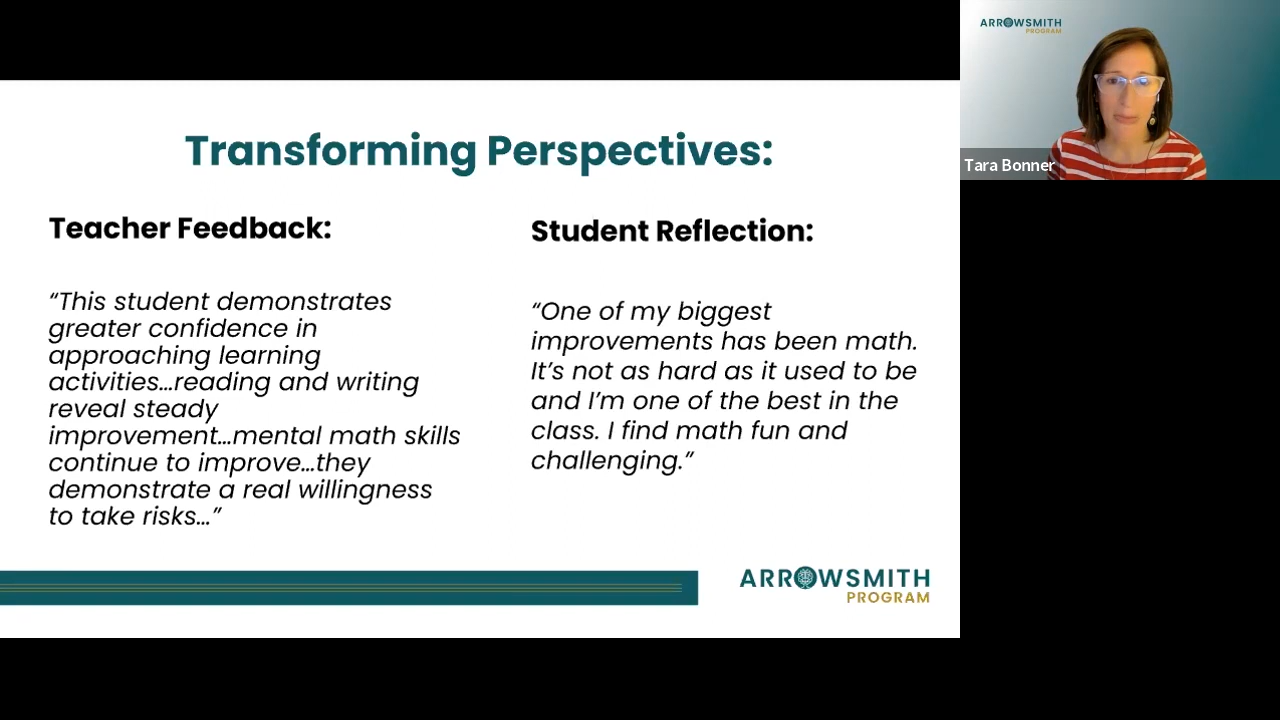 Transforming Perspectives:
Teacher Feedback:
“This student demonstrates
greater confidence in
approaching learning
activities...reading and writing
reveal steady
improvement...mental math skills
continue to improve...they
demonstrate a real willingness
to take risks...”
Student Reflection:
“One of my biggest
improvements has been math.
It’s not as hard as it used to be
and I’m one of the best in the
class. I find math fun and
challenging.”
ARROWSMITH
PROGRAM
ARROWSMITH
PROGRAM
Tara Bonner